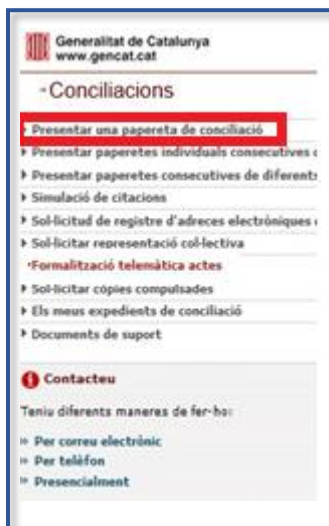 Generalitat de Catalunya
www.gencat.cat
-Conciliacions
Presentar una papereta de conciliació
Presentar paperetes individuals consecutives
Presentar paperetes consecutives de diferents
Simulació de citacions
Sol·licitud de registre d'adreces electròniques
Sol·licitar representació col·lectiva
•Formalització telemàtica actes
Sol·licitar còpies compulsades
Els meus expedients de conciliació
Documents de suport
Contacteu
Teniu diferents maneres de fer-ho:
» Per correu electrònic
» Per telèfon
» Presencialment